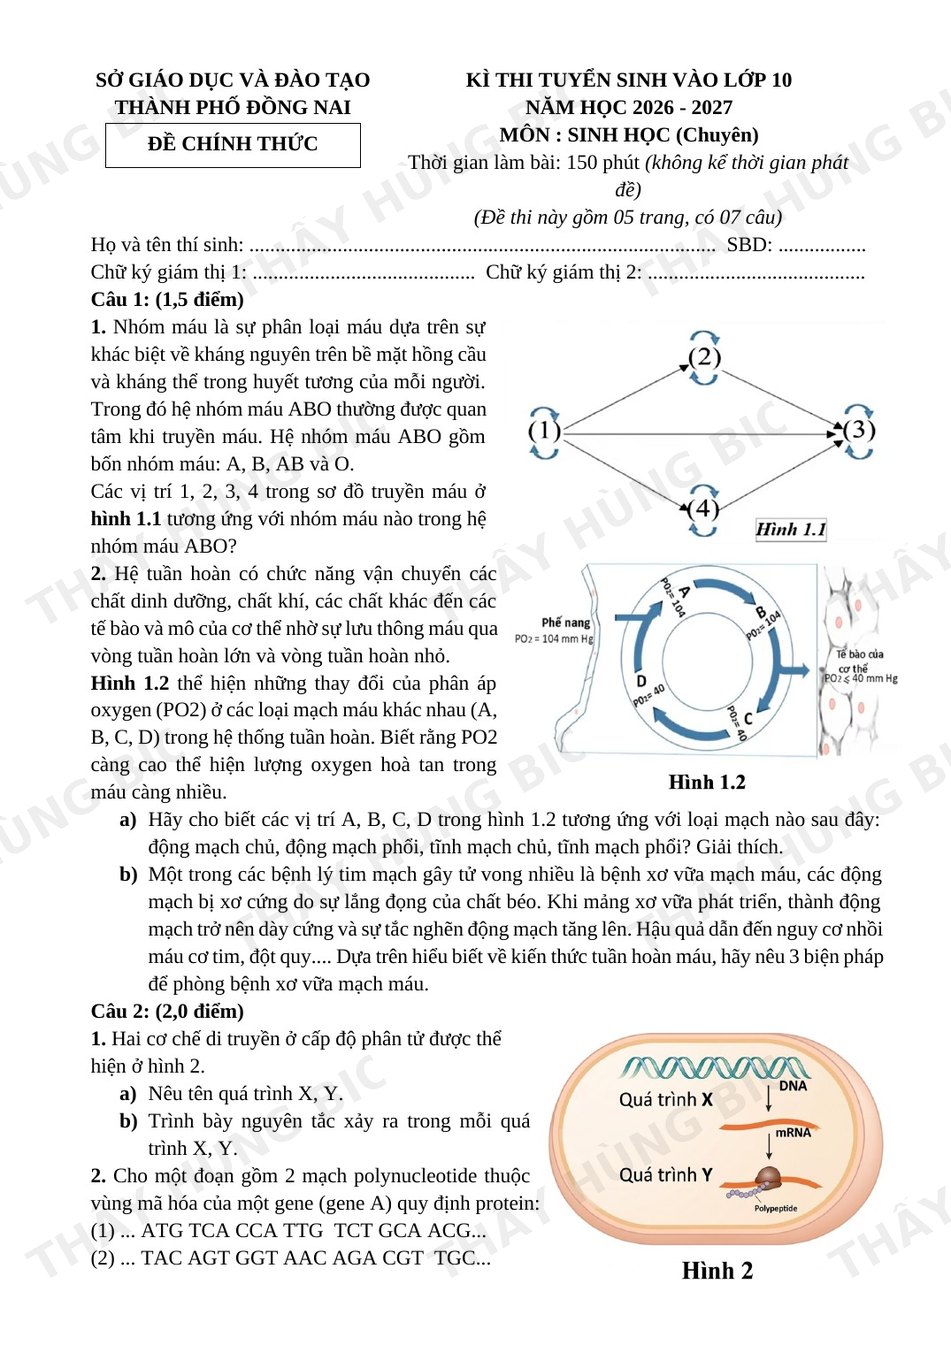 SỞ GIÁO DỤC VÀ ĐÀO TẠO
THÀNH PHỐ ĐỒNG NAI
ĐỀ CHÍNH THỨC
KÌ THI TUYỂN SINH VÀO LỚP 10
NĂM HỌC 2026 - 2027
MÔN : SINH HỌC (Chuyên)
Thời gian làm bài: 150 phút (không kể thời gian phát
đề)
(Đề thi này gồm 05 trang, có 07 câu)
Họ và tên thí sinh: .......................................................................................... SBD: .................
Chữ ký giám thị 1: ........................................... Chữ ký giám thị 2: ..........................................
Câu 1: (1,5 điểm)
1. Nhóm máu là sự phân loại máu dựa trên sự
khác biệt về kháng nguyên trên bề mặt hồng cầu
và kháng thể trong huyết tương của mỗi người.
Trong đó hệ nhóm máu ABO thường được quan
tâm khi truyền máu. Hệ nhóm máu ABO gồm
bốn nhóm máu: A, B, AB và O.
Các vị trí 1, 2, 3, 4 trong sơ đồ truyền máu ở
hình 1.1 tương ứng với nhóm máu nào trong hệ
nhóm máu ABO?
(1)
(2)
(3)
(4)
Hình 1.1
2. Hệ tuần hoàn có chức năng vận chuyển các
chất dinh dưỡng, chất khí, các chất khác đến các
tế bào và mô của cơ thể nhờ sự lưu thông máu qua
vòng tuần hoàn lớn và vòng tuần hoàn nhỏ.
Hình 1.2 thể hiện những thay đổi của phân áp
oxygen (PO2) ở các loại mạch máu khác nhau (A,
B, C, D) trong hệ thống tuần hoàn. Biết rằng PO2
càng cao thể hiện lượng oxygen hoà tan trong
máu càng nhiều.
Phế nang
PO₂ = 104 mm Hg
A
PO₂= 104
B
PO₂= 104
C
PO₂= 40
D
PO₂= 40
Tế bào của
cơ thể
PO₂ ⩽ 40 mm Hg
Hình 1.2
a) Hãy cho biết các vị trí A, B, C, D trong hình 1.2 tương ứng với loại mạch nào sau đây:
động mạch chủ, động mạch phổi, tĩnh mạch chủ, tĩnh mạch phổi? Giải thích.
b) Một trong các bệnh lý tim mạch gây tử vong nhiều là bệnh xơ vữa mạch máu, các động
mạch bị xơ cứng do sự lắng đọng của chất béo. Khi mảng xơ vữa phát triển, thành động
mạch trở nên dày cứng và sự tắc nghẽn động mạch tăng lên. Hậu quả dẫn đến nguy cơ nhồi
máu cơ tim, đột quy.... Dựa trên hiểu biết về kiến thức tuần hoàn máu, hãy nêu 3 biện pháp
để phòng bệnh xơ vữa mạch máu.
Câu 2: (2,0 điểm)
1. Hai cơ chế di truyền ở cấp độ phân tử được thể
hiện ở hình 2.
a) Nêu tên quá trình X, Y.
b) Trình bày nguyên tắc xảy ra trong mỗi quá
trình X, Y.
2. Cho một đoạn gồm 2 mạch polynucleotide thuộc
vùng mã hóa của một gene (gene A) quy định protein:
(1) ... ATG TCA CCA TTG TCT GCA ACG...
(2) ... TAC AGT GGT AAC AGA CGT TGC...
DNA
Quá trình X
mRNA
Quá trình Y
Polypeptide
Hình 2
THẦY HÙNG BIC